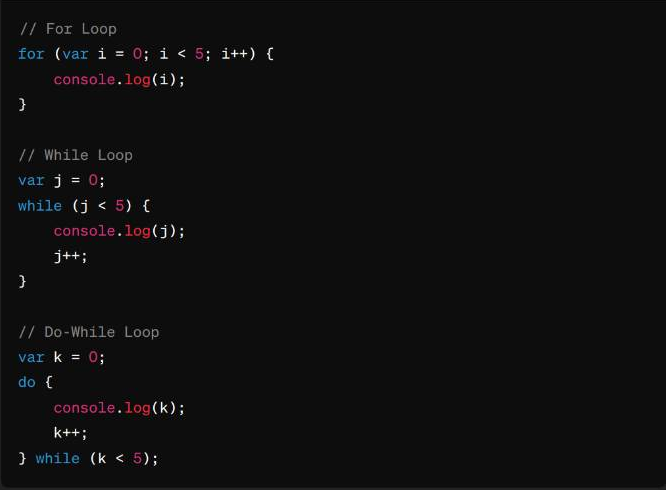 // For Loop
for (var i = 0; i < 5; i++) {
    console.log(i);
}

// While Loop
var j = 0;
while (j < 5) {
    console.log(j);
    j++;
}

// Do-While Loop
var k = 0;
do {
    console.log(k);
    k++;
} while (k < 5);